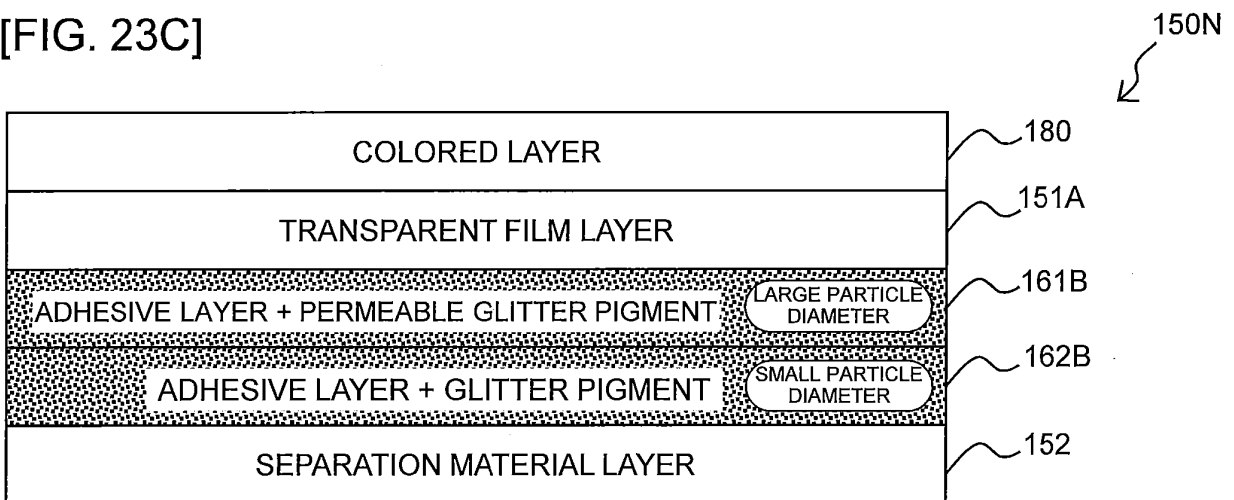 [FIG. 23C]
150N
COLORED LAYER
180
TRANSPARENT FILM LAYER
151A
ADHESIVE LAYER + PERMEABLE GLITTER PIGMENT
LARGE PARTICLE
DIAMETER
161B
ADHESIVE LAYER + GLITTER PIGMENT
SMALL PARTICLE
DIAMETER
162B
SEPARATION MATERIAL LAYER
152